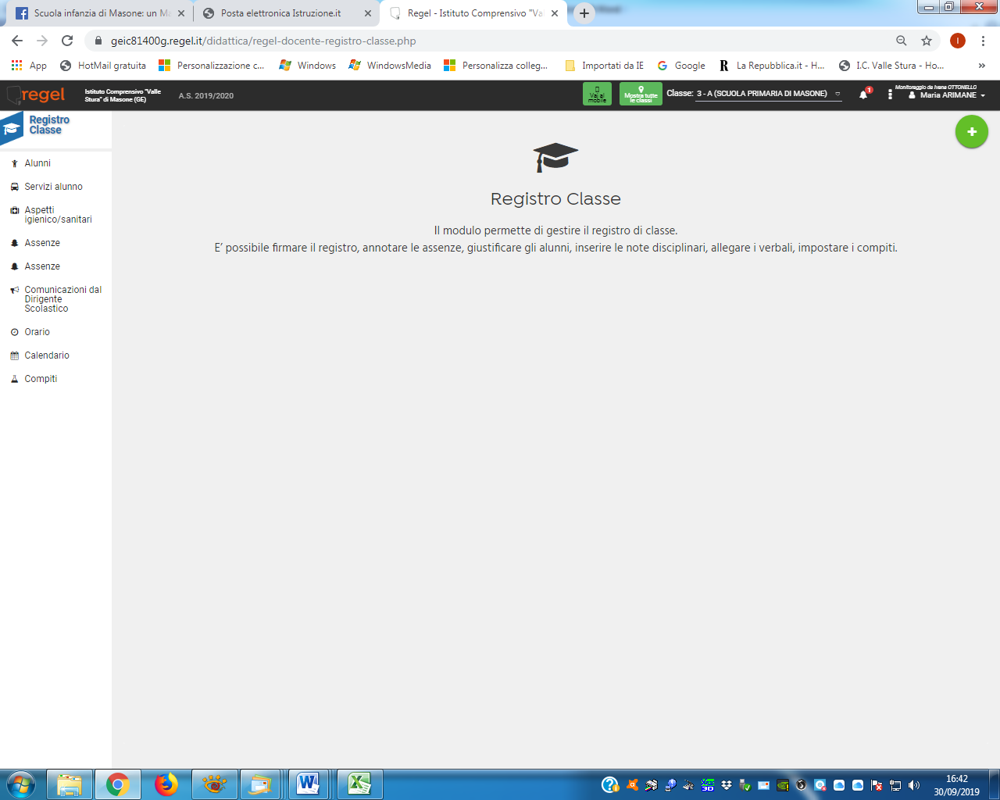 Scuola infanzia di Masone: un Ma
Posta elettronica Istruzione.it
Regel - Istituto Comprensivo "Val
geic81400g.regel.it/didattica/regel-docente-registro-classe.php
I
App
HotMail gratuita
Personalizzazione c...
Windows
WindowsMedia
Personalizza colleg...
Importati da IE
Google
La Repubblica.it - H...
I.C. Valle Stura - Ho...
»
regel
Istituto Comprensivo "Valle
Stura" di Masone (GE)
A.S. 2019/2020
Vai al
mobile
Mostra tutte
le classi
Classe: 3 - A (SCUOLA PRIMARIA DI MASONE)
1
Monitoraggio da Irene OTTONELLO
Maria ARIMANE
Registro
Classe
Alunni
Servizi alunno
Aspetti
igienico/sanitari
Assenze
Assenze
Comunicazioni dal
Dirigente
Scolastico
Orario
Calendario
Compiti
Registro Classe
Il modulo permette di gestire il registro di classe.
E' possibile firmare il registro, annotare le assenze, giustificare gli alunni, inserire le note disciplinari, allegare i verbali, impostare i compiti.
16:42
30/09/2019